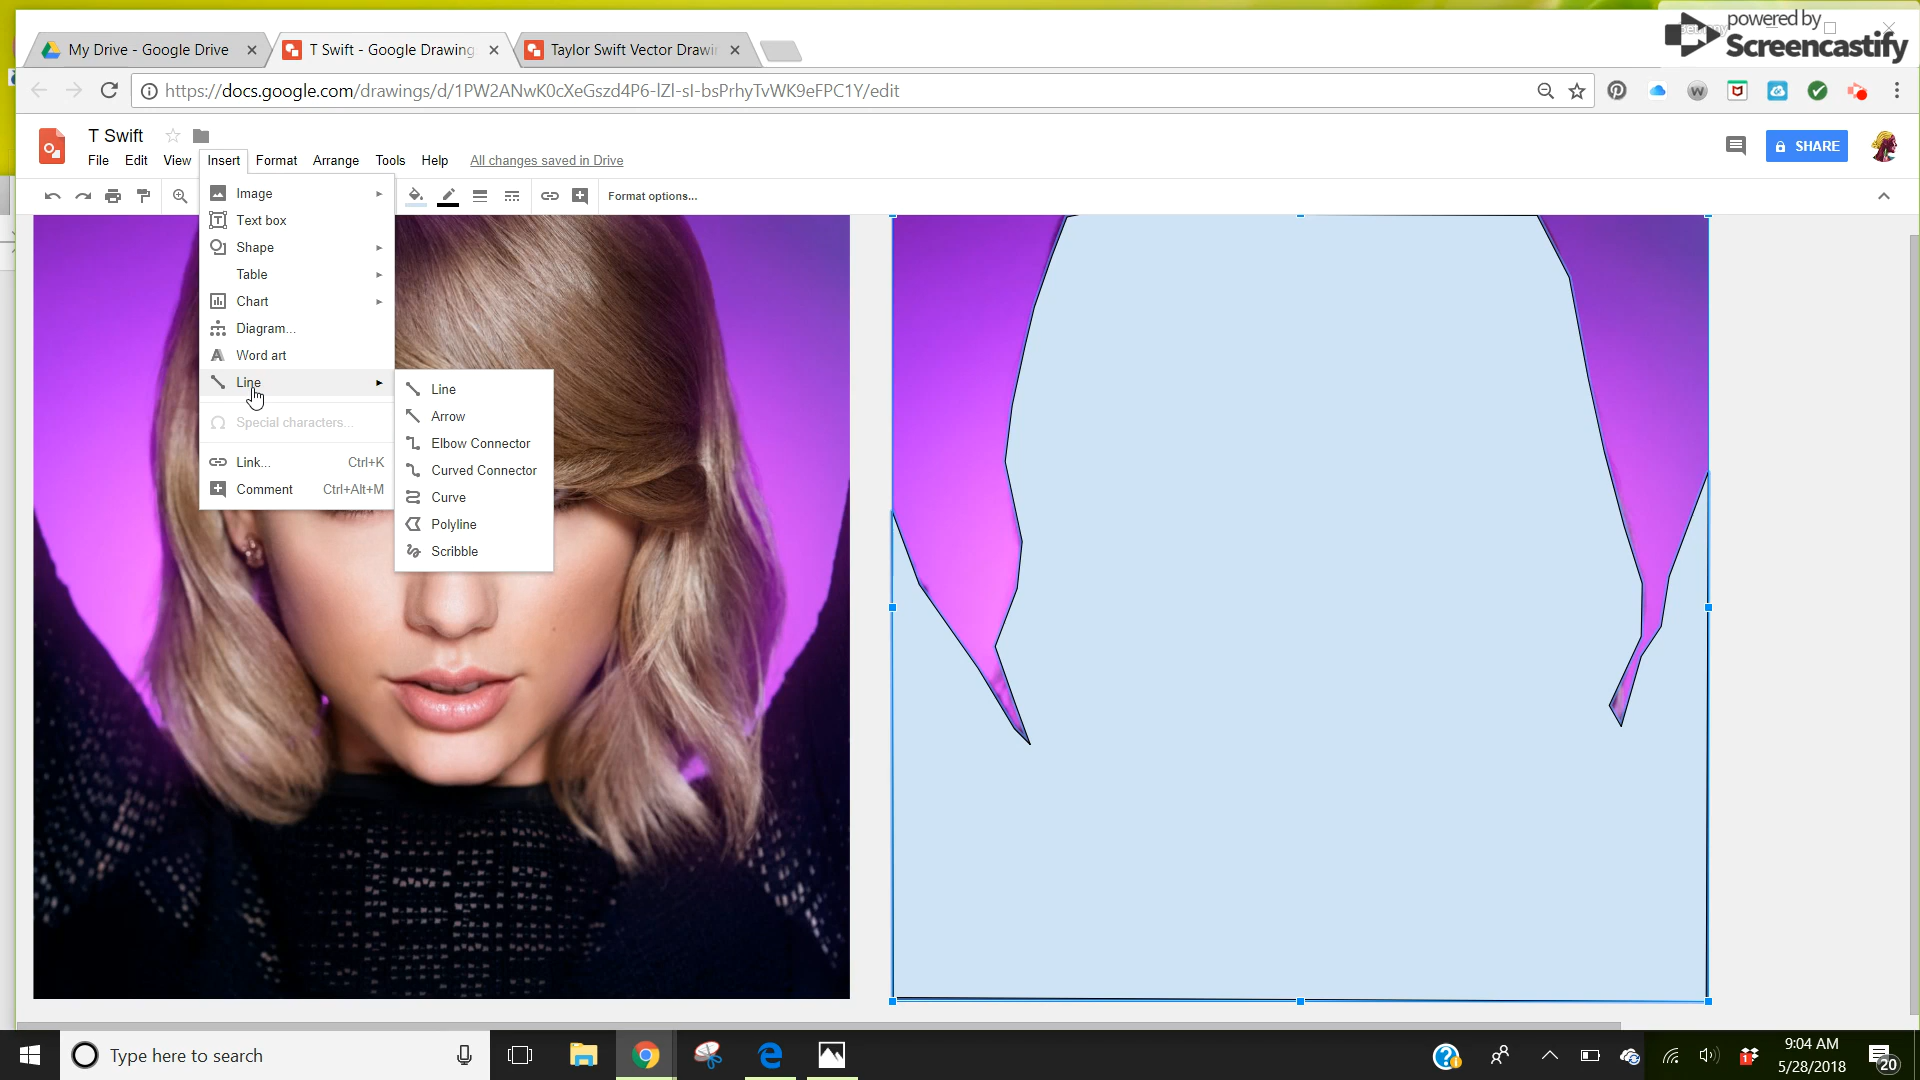 powered by
Screencastify
My Drive - Google Drive
T Swift - Google Drawing
Taylor Swift Vector Drawi
https://docs.google.com/drawings/d/1PW2ANwK0cXeGszd4P6-lZl-sl-bsPrhyTvWK9eFPC1Y/edit
T Swift
File Edit View Insert Format Arrange Tools Help All changes saved in Drive
SHARE
Format options...
Image
Text box
Shape
Table
Chart
Diagram...
Word art
Line
Special characters...
Link... Ctrl+K
Comment Ctrl+Alt+M
Line
Arrow
Elbow Connector
Curved Connector
Curve
Polyline
Scribble
Type here to search
9:04 AM
5/28/2018
20
1